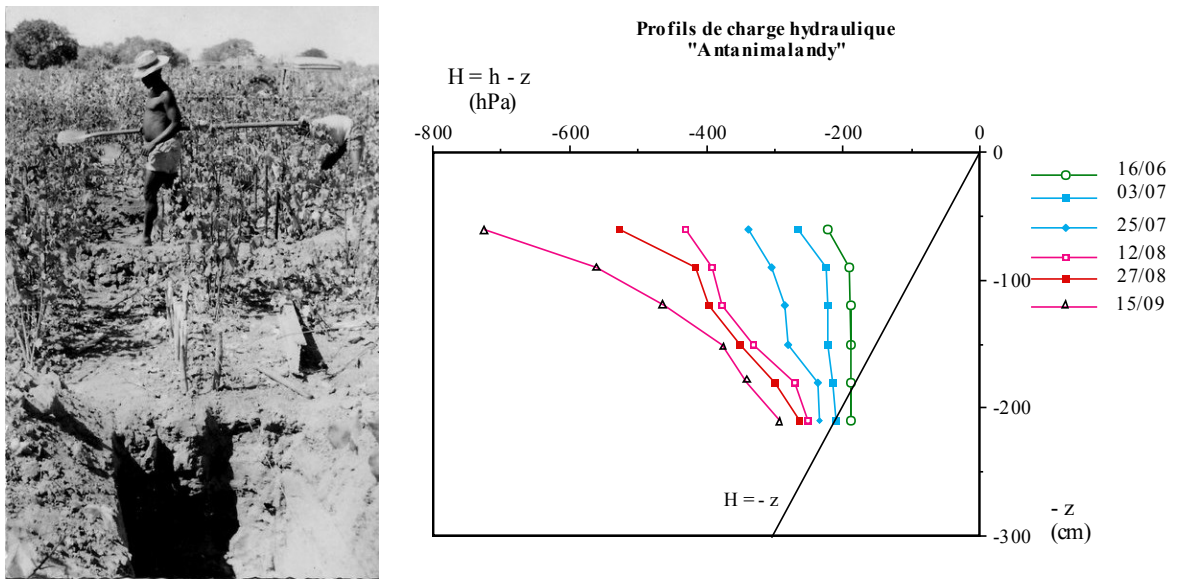 Profils de charge hydraulique
"Antanimalandy"
H = h - z
(hPa)
-800 -600 -400 -200 0
0
-100
-200
-300
16/06
03/07
25/07
12/08
27/08
15/09
H = - z
- z
(cm)